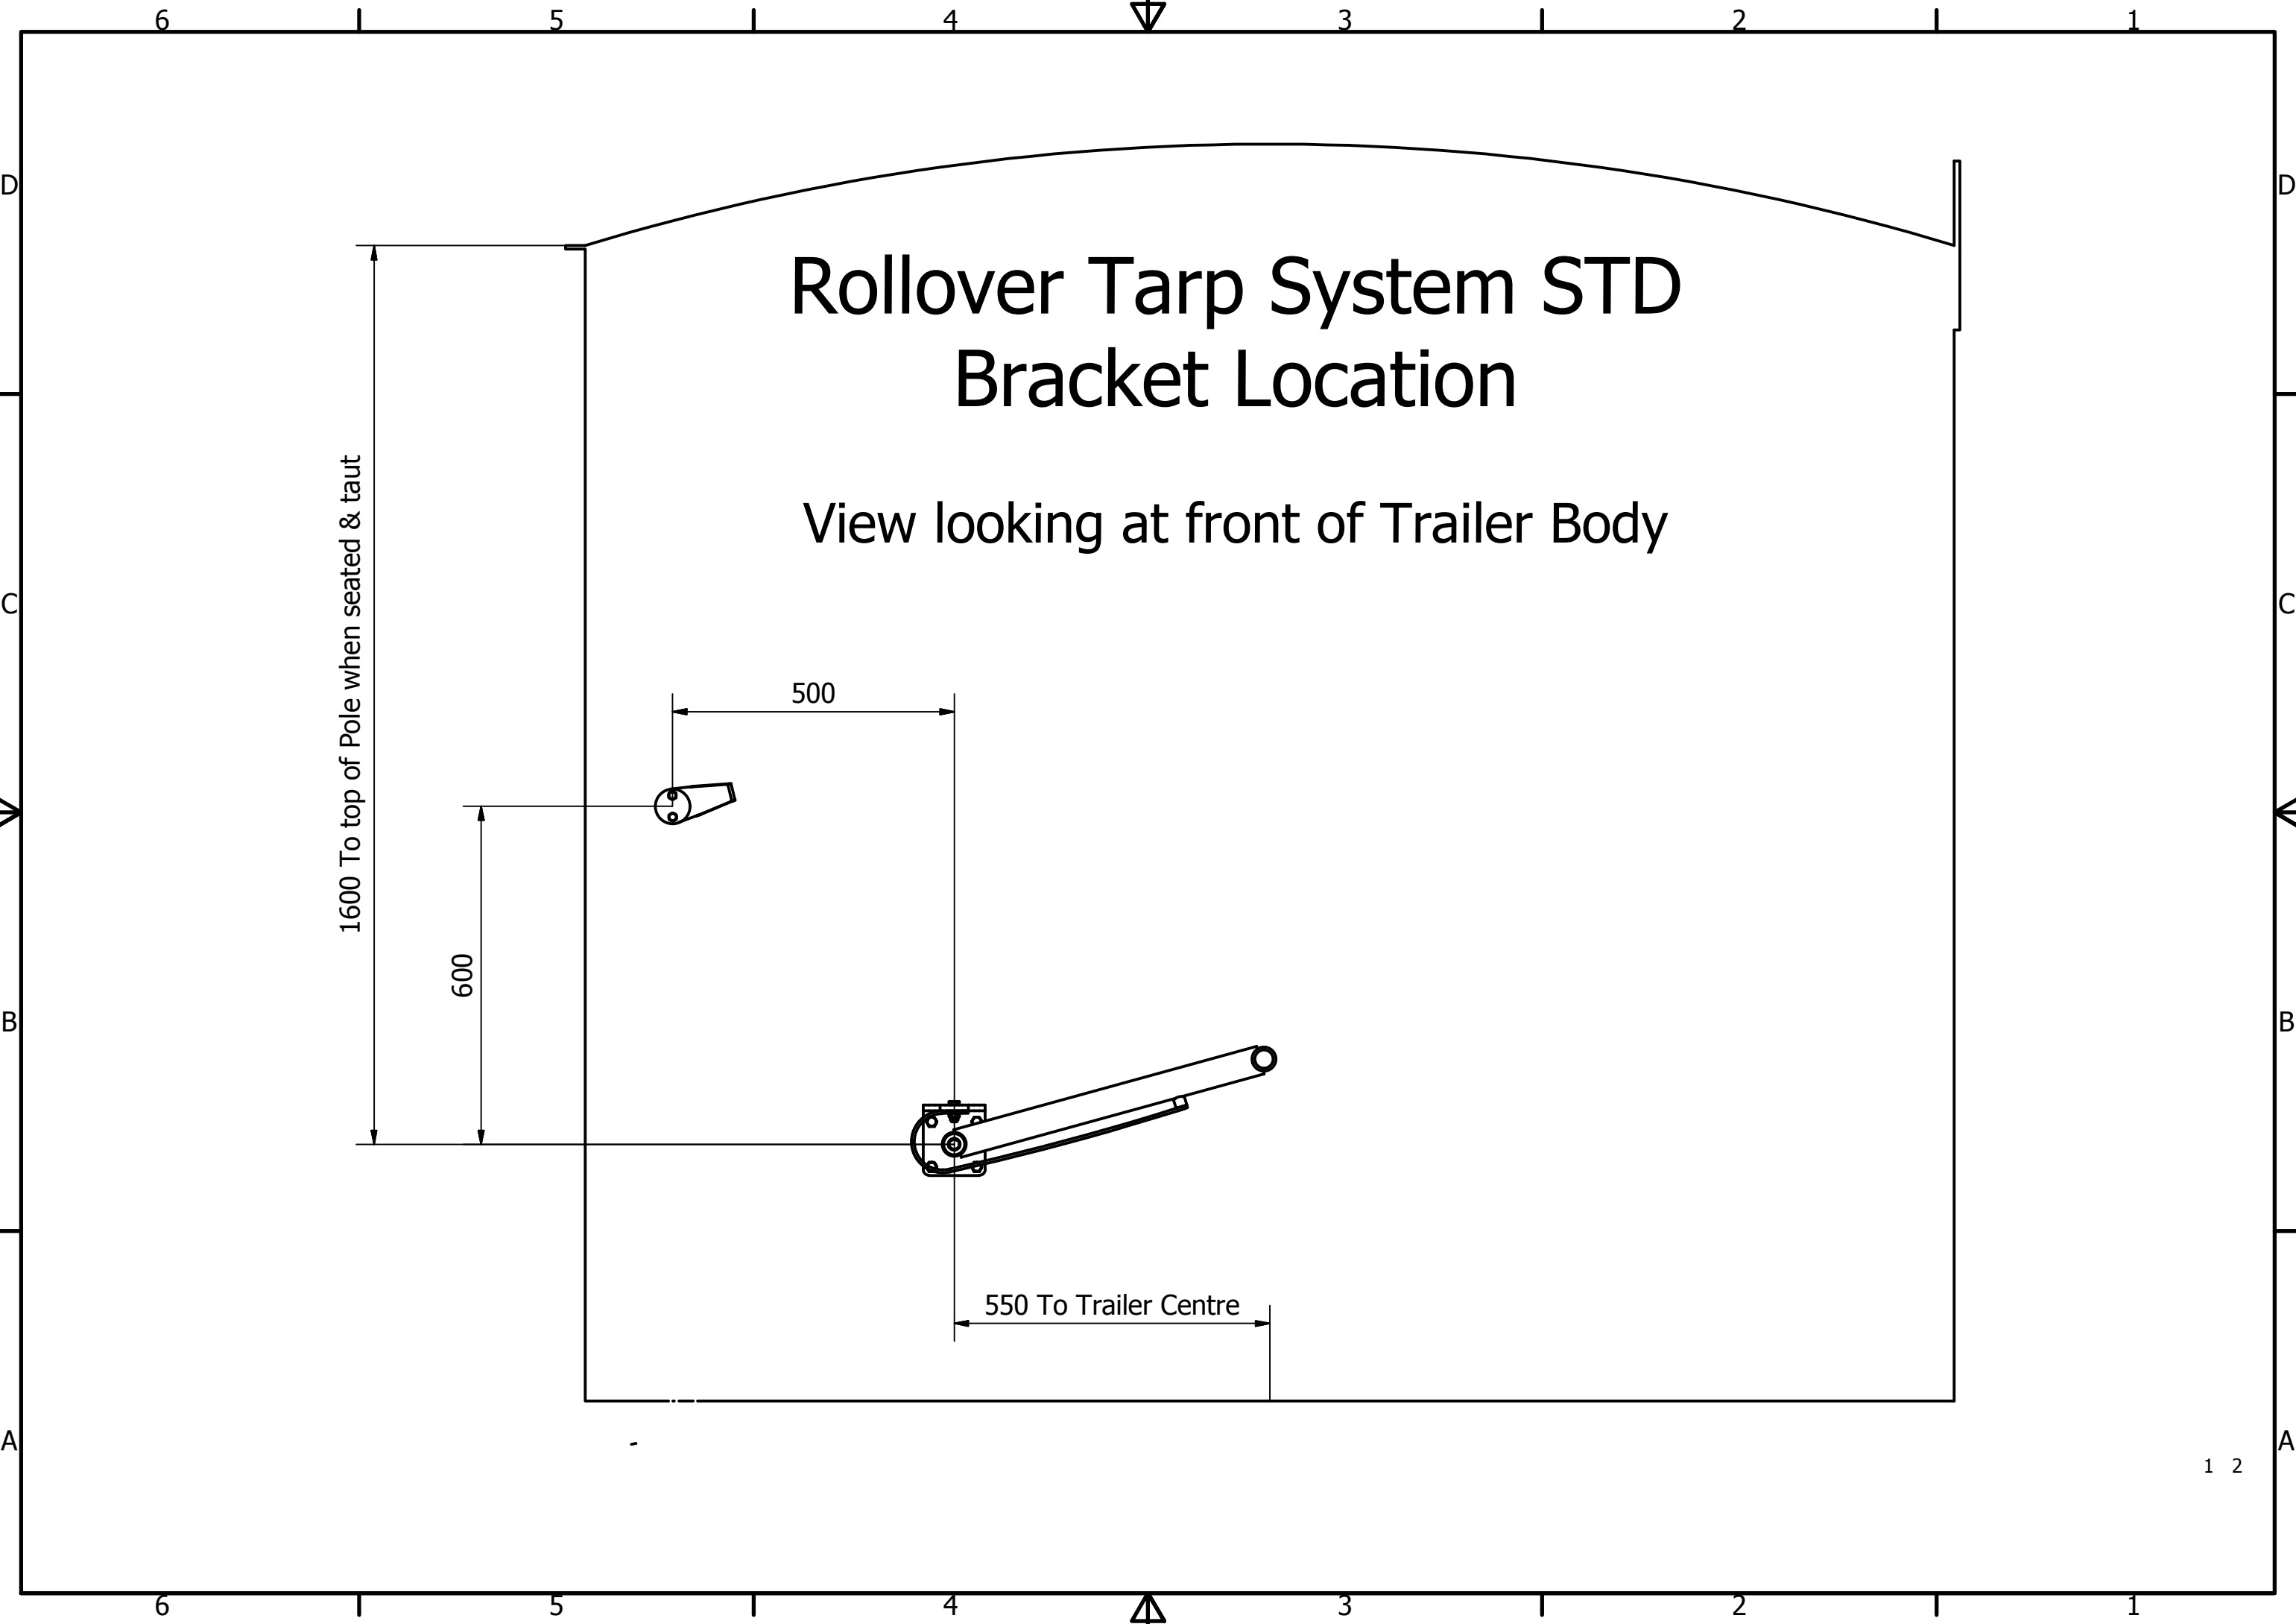 6 5 4 3 2 1
D D
Rollover Tarp System STD
Bracket Location
View looking at front of Trailer Body
1600 To top of Pole when seated & taut
C C
500
600
B B
550 To Trailer Centre
A A
1 2
6 5 4 3 2 1